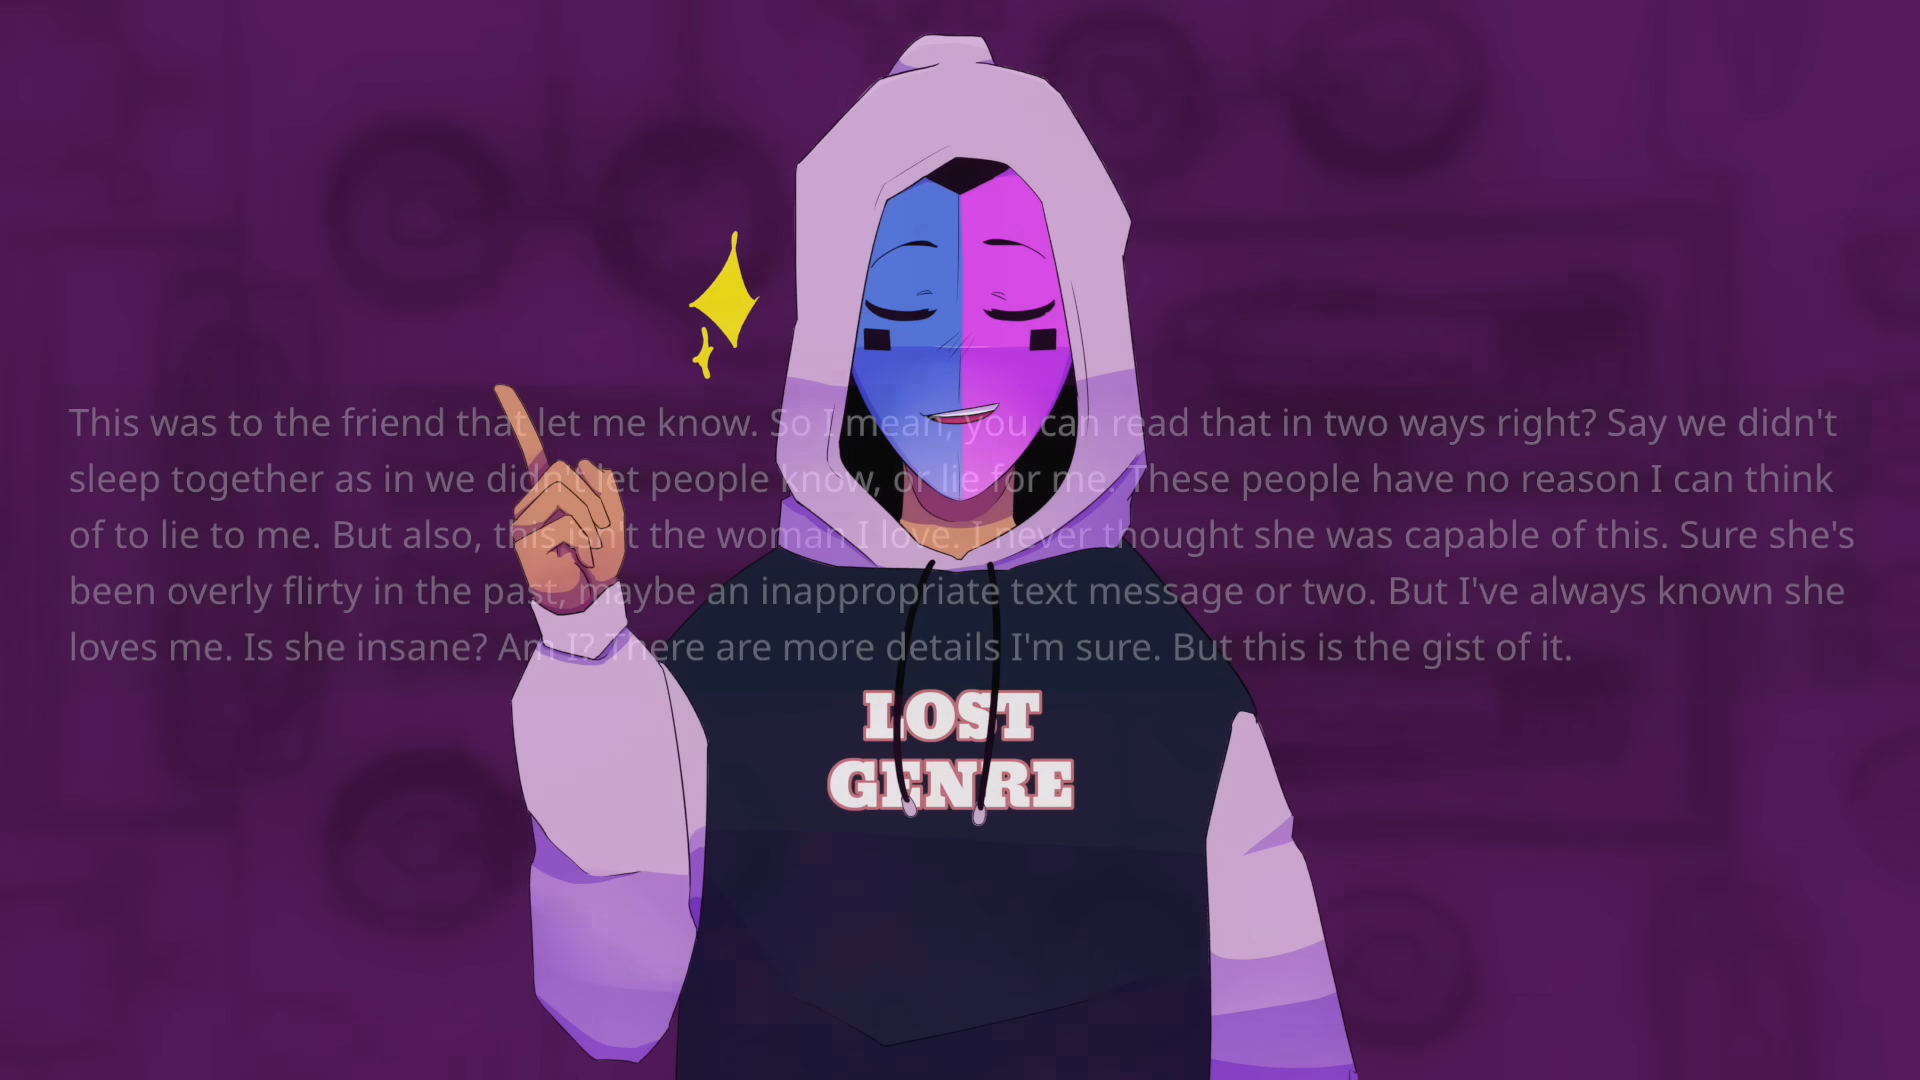 This was to the friend that let me know. So I mean, you can read that in two ways right? Say we didn't
sleep together as in we didn't let people know, or lie for me. These people have no reason I can think
of to lie to me. But also, this isn't the woman I love. I never thought she was capable of this. Sure she's
been overly flirty in the past, maybe an inappropriate text message or two. But I've always known she
loves me. Is she insane? Am I? There are more details I'm sure. But this is the gist of it.
LOST
GENRE